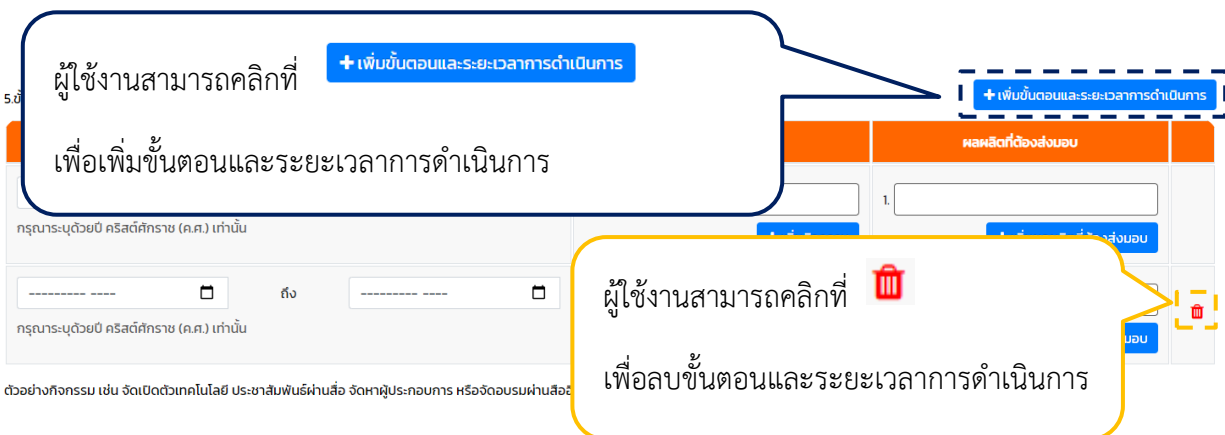 ผู้ใช้งานสามารถคลิกที่ + เพิ่มขั้นตอนและระยะเวลาการดำเนินการ
เพื่อเพิ่มขั้นตอนและระยะเวลาการดำเนินการ
+ เพิ่มขั้นตอนและระยะเวลาการดำเนินการ
5.
ผลผลิตที่ต้องส่งมอบ
1.
กรุณาระบุด้วยปี คริสต์ศักราช (ค.ศ.) เท่านั้น
ส่งมอบ
--------- ---- ถึง --------- ----
กรุณาระบุด้วยปี คริสต์ศักราช (ค.ศ.) เท่านั้น
มอบ
ผู้ใช้งานสามารถคลิกที่
เพื่อลบขั้นตอนและระยะเวลาการดำเนินการ
ตัวอย่างกิจกรรม เช่น จัดเปิดตัวเทคโนโลยี ประชาสัมพันธ์ผ่านสื่อ จัดหาผู้ประกอบการ หรือจัดอบรมผ่านสื่อ